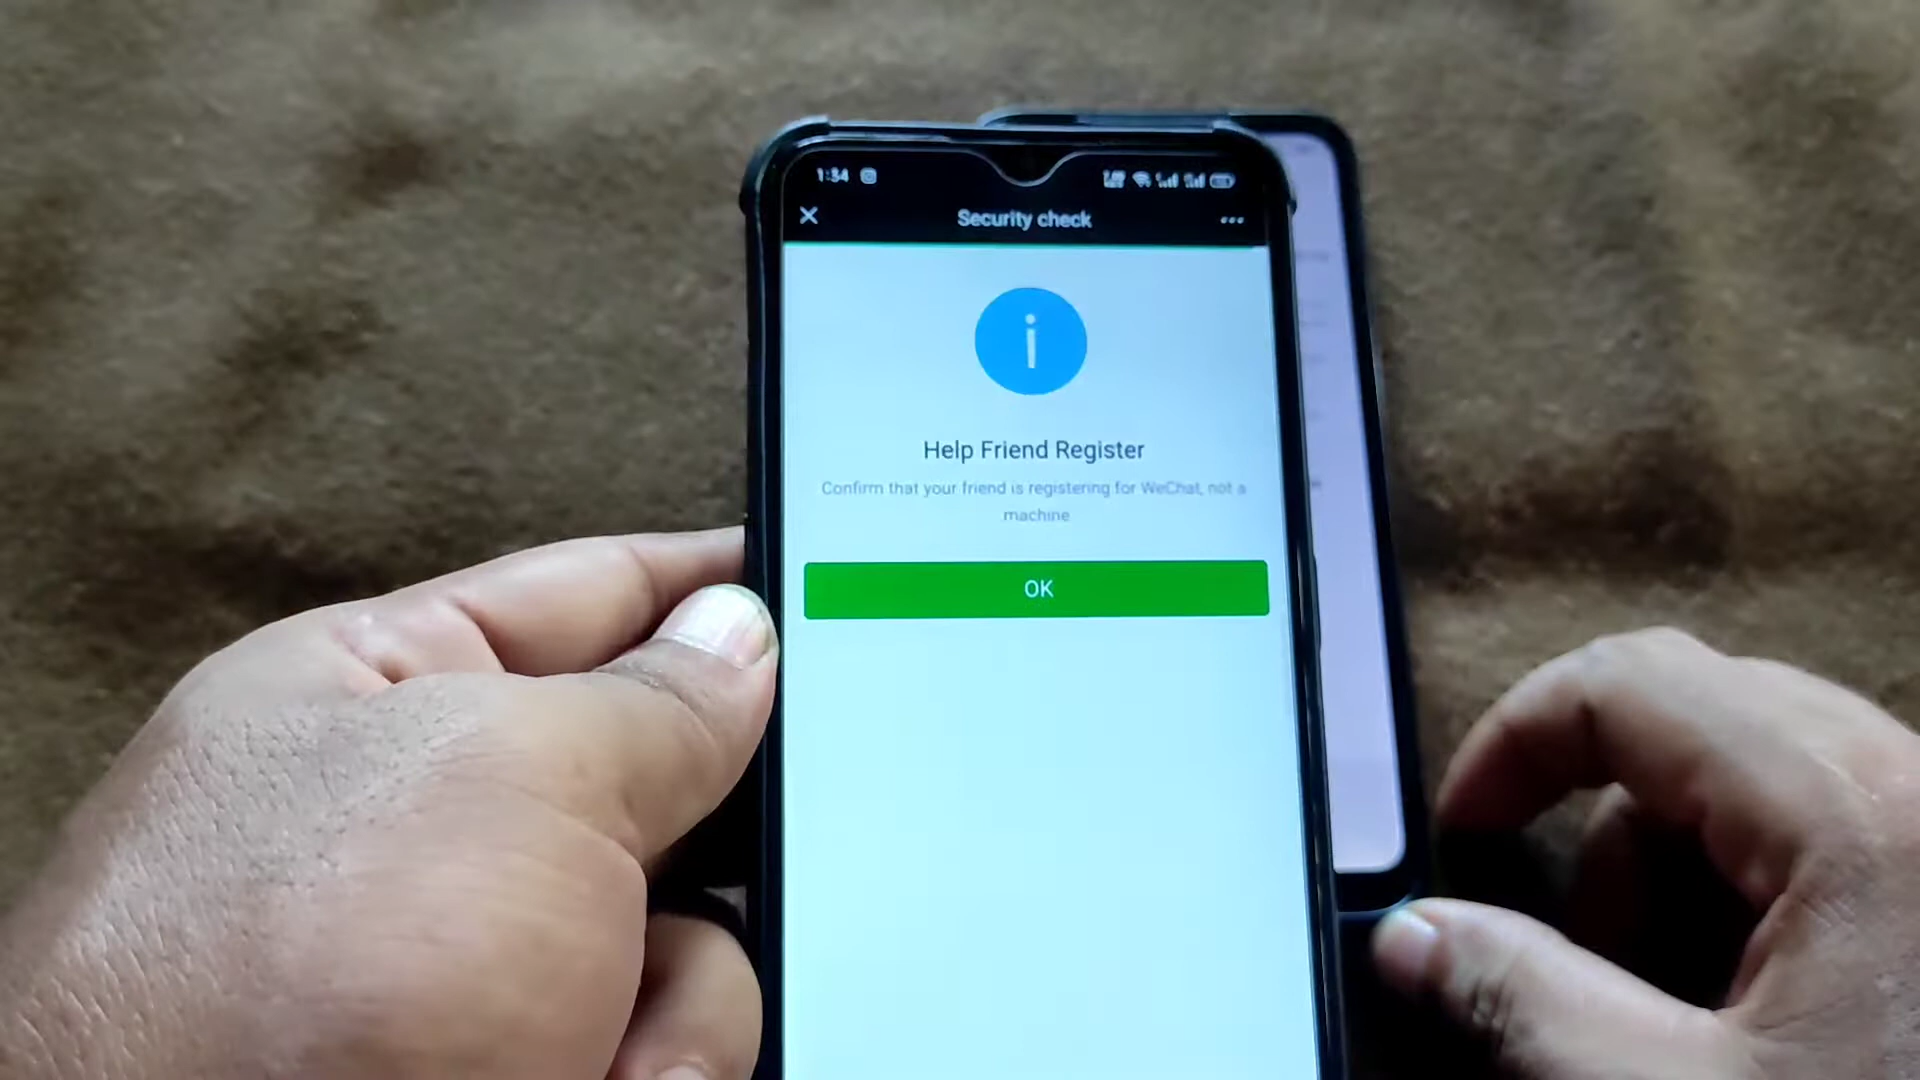 1:34
Security check
Help Friend Register
Confirm that your friend is registering for WeChat, not a
machine
OK